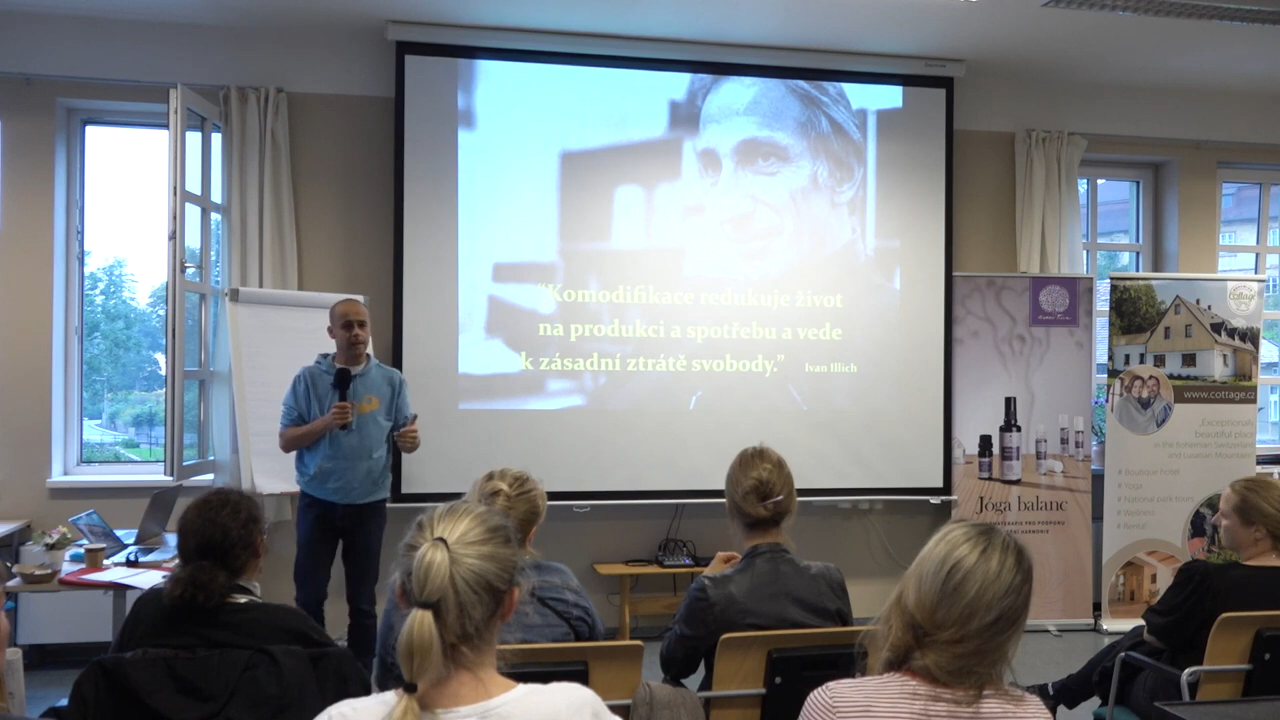 “Komodifikace redukuje život
na produkci a spotřebu a vede
k zásadní ztrátě svobody.” Ivan Illich
Jóga balanc
www.cottage.cz
„Exceptionally
beautiful place
in the Bohemian Switzerland
and Lusatian Mountains“
# Boutique hotel
# Yoga
# National park tours
# Wellness
# Rental
Cottage